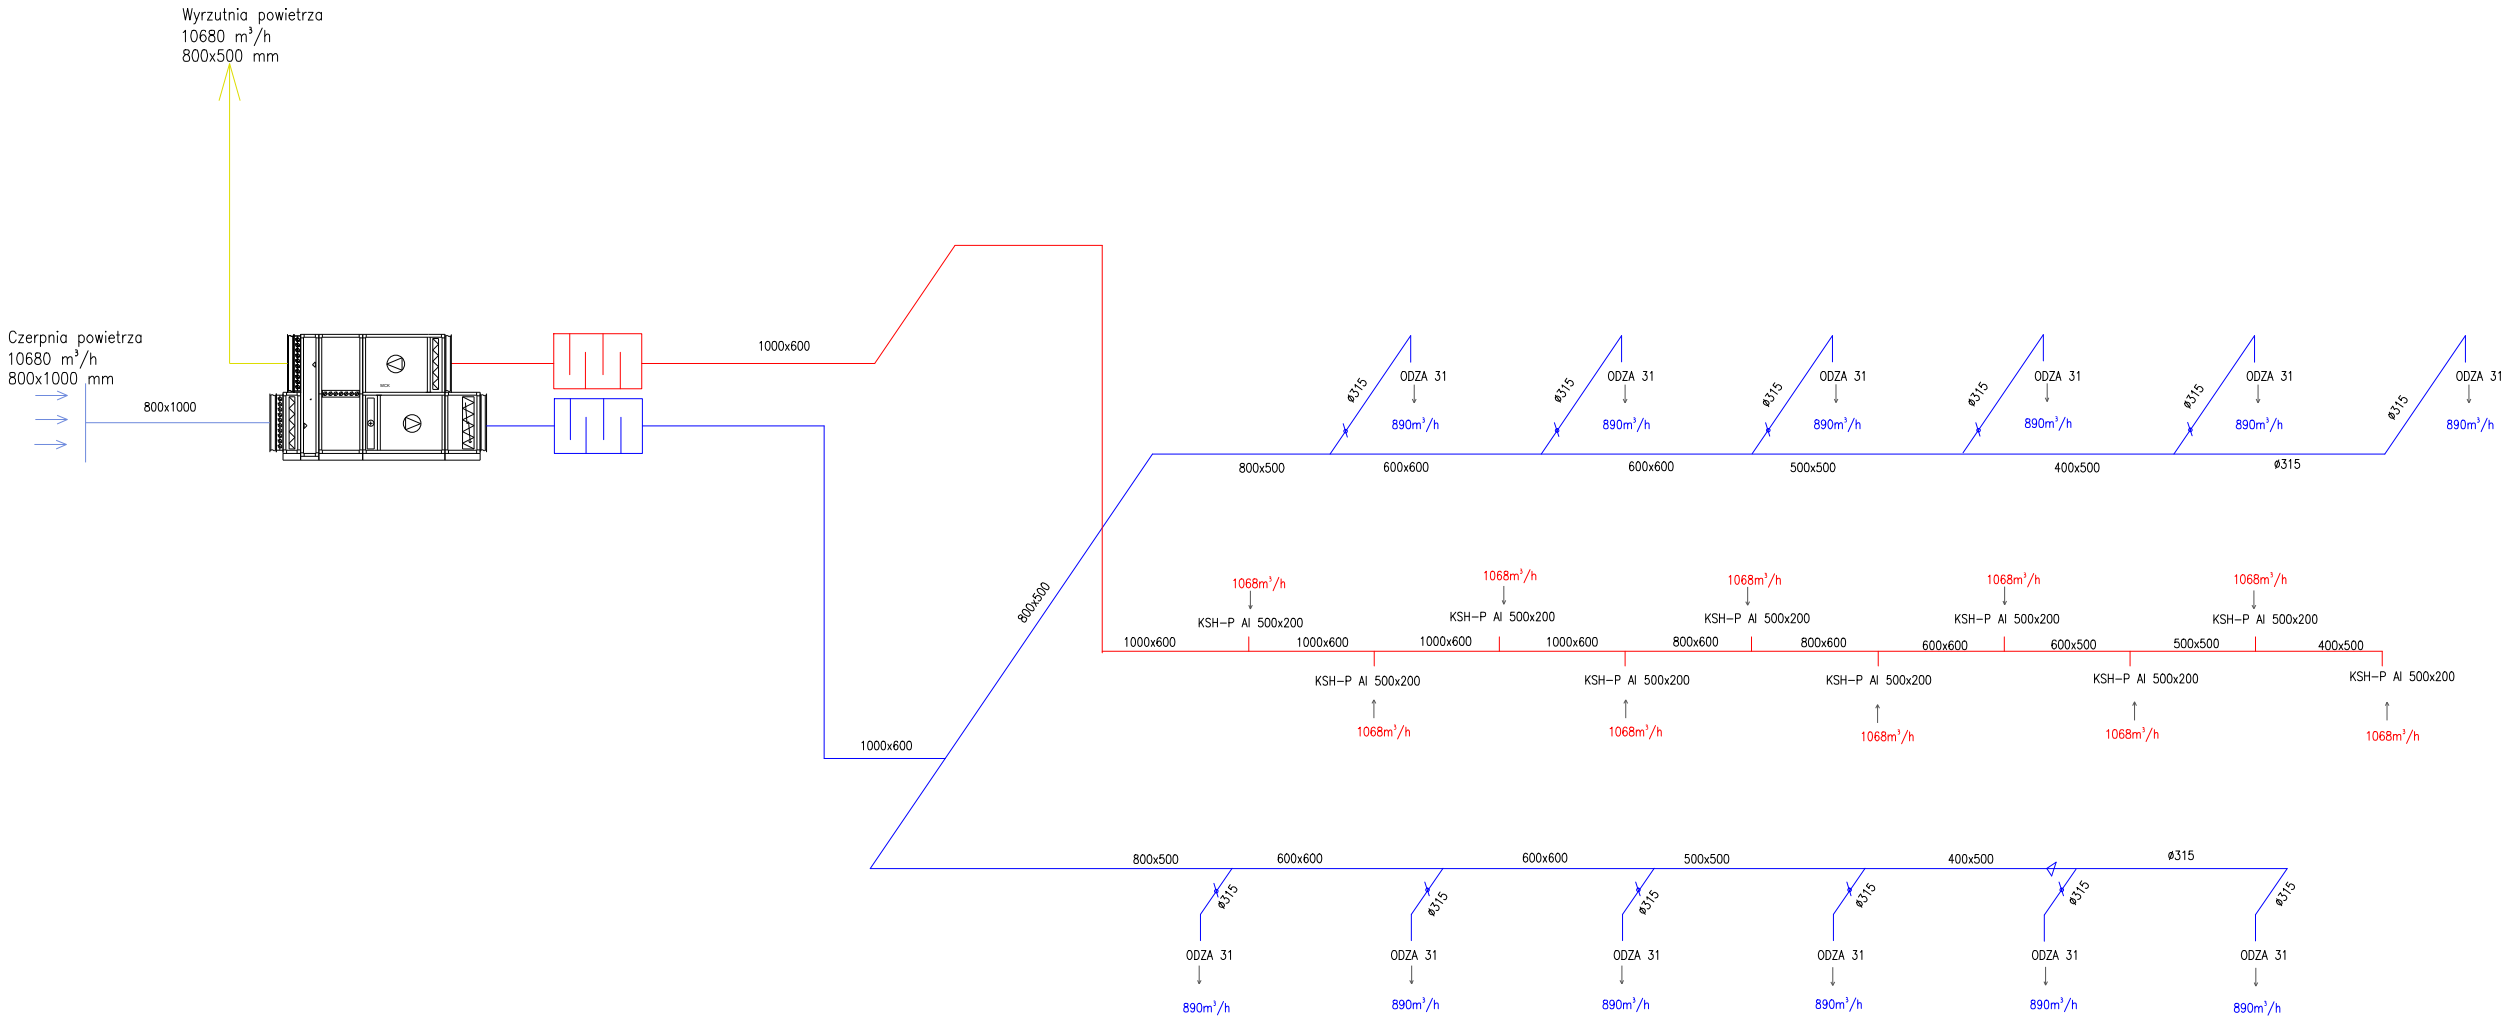 Wyrzutnia powietrza
10680 m³/h
800x500 mm
Czerpnia powietrza
10680 m³/h
800x1000 mm
800x1000
1000x600
ø315
ø315
ø315
ø315
ø315
ø315
ODZA 31
ODZA 31
ODZA 31
ODZA 31
ODZA 31
ODZA 31
890m³/h
890m³/h
890m³/h
890m³/h
890m³/h
890m³/h
800x500
600x600
600x600
500x500
400x500
ø315
800x500
1068m³/h
1068m³/h
1068m³/h
1068m³/h
1068m³/h
KSH-P Al 500x200
KSH-P Al 500x200
KSH-P Al 500x200
KSH-P Al 500x200
KSH-P Al 500x200
1000x600
1000x600
1000x600
1000x600
800x600
800x600
600x600
600x500
500x500
400x500
KSH-P Al 500x200
KSH-P Al 500x200
KSH-P Al 500x200
KSH-P Al 500x200
KSH-P Al 500x200
1068m³/h
1068m³/h
1068m³/h
1068m³/h
1068m³/h
1000x600
800x500
600x600
600x600
500x500
400x500
ø315
ø315
ø315
ø315
ø315
ø315
ø315
ODZA 31
ODZA 31
ODZA 31
ODZA 31
ODZA 31
ODZA 31
890m³/h
890m³/h
890m³/h
890m³/h
890m³/h
890m³/h